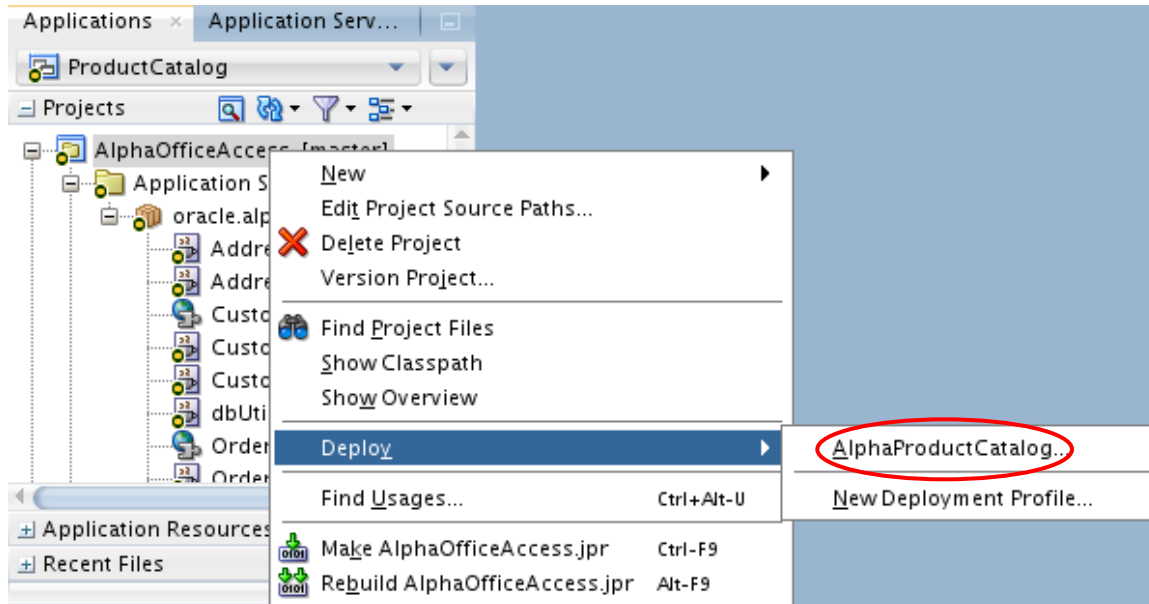 Applications Application Serv...
ProductCatalog
Projects
AlphaOfficeAccess [master]
Application S
oracle.alp
Addre
Addre
Custo
Custo
Custo
dbUti
Order
Order
Application Resources
Recent Files
New
Edit Project Source Paths...
Delete Project
Version Project...
Find Project Files
Show Classpath
Show Overview
Deploy
Find Usages... Ctrl+Alt-U
Make AlphaOfficeAccess.jpr Ctrl-F9
Rebuild AlphaOfficeAccess.jpr Alt-F9
AlphaProductCatalog...
New Deployment Profile...